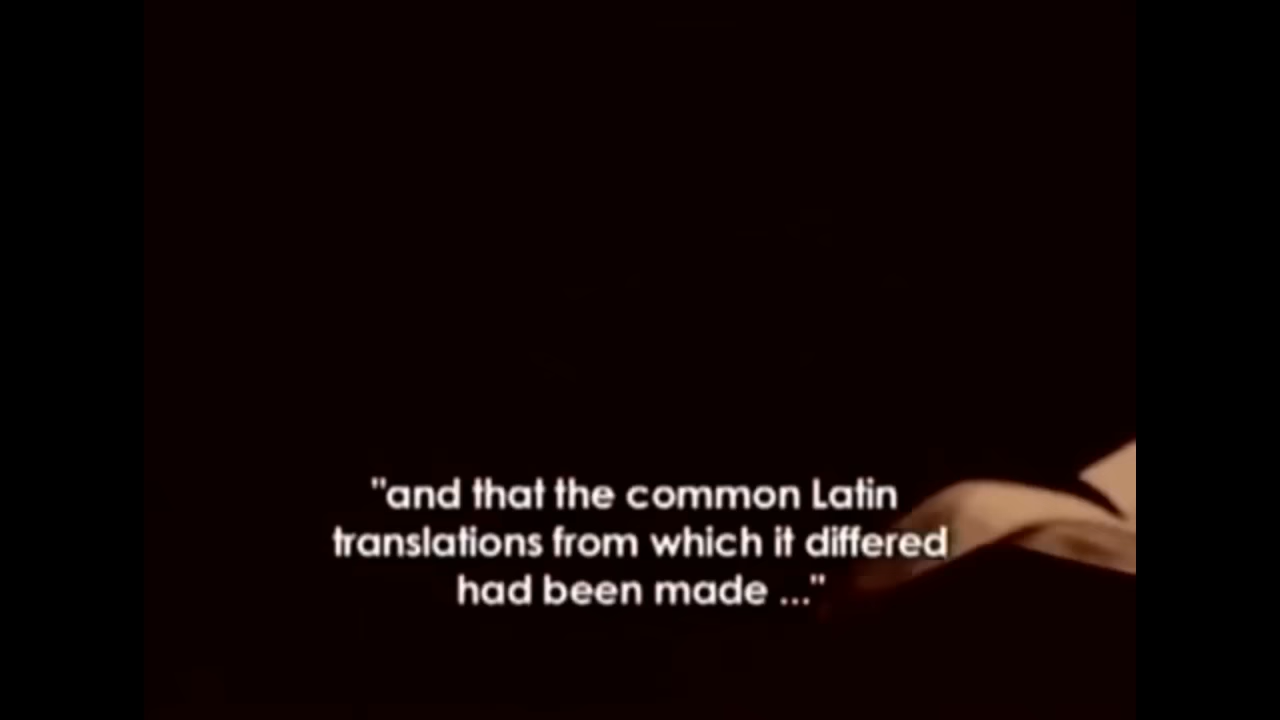 "and that the common Latin
translations from which it differed
had been made ..."